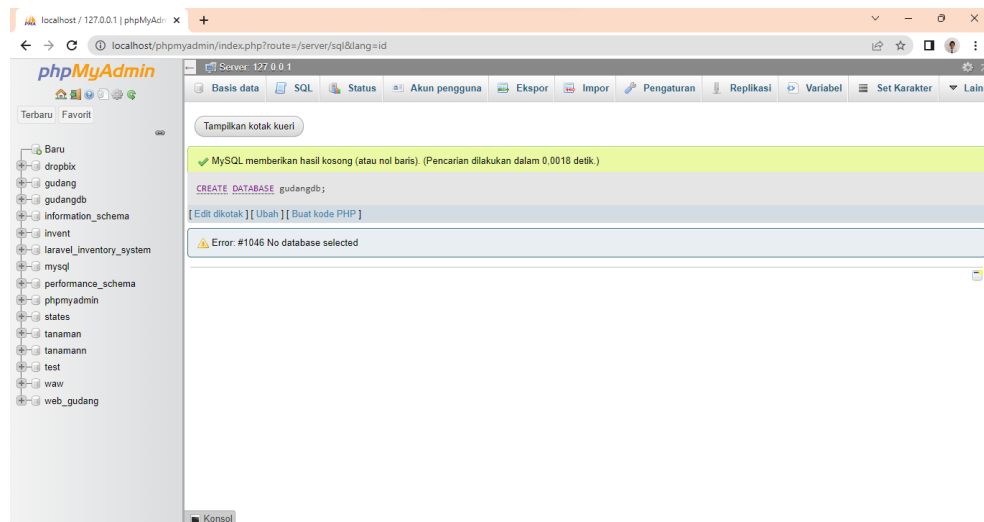 localhost / 127.0.0.1 | phpMyAdn
localhost/phpmyadmin/index.php?route=/server/sql&lang=id
phpMyAdmin
Terbaru Favorit
Baru
dropbix
gudang
gudangdb
information_schema
invent
laravel_inventory_system
mysql
performance_schema
phpmyadmin
states
tanaman
tanamann
test
waw
web_gudang
Server: 127.0.0.1
Basis data SQL Status Akun pengguna Ekspor Impor Pengaturan Replikasi Variabel Set Karakter Lain
Tampilkan kotak kueri
MySQL memberikan hasil kosong (atau nol baris). (Pencarian dilakukan dalam 0,0018 detik.)
CREATE DATABASE gudangdb;
[ Edit dikotak ] [ Ubah ] [ Buat kode PHP ]
Error: #1046 No database selected
Konsol